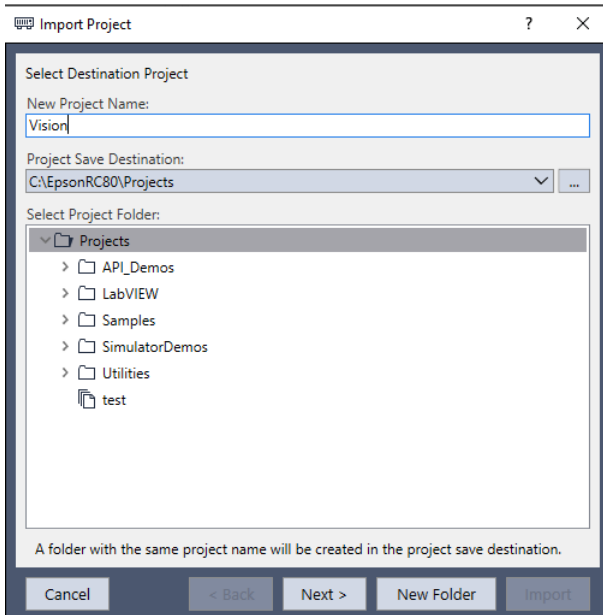 Import Project
?
Select Destination Project
New Project Name:
Vision
Project Save Destination:
C:\EpsonRC80\Projects
...
Select Project Folder:
Projects
API_Demos
LabVIEW
Samples
SimulatorDemos
Utilities
test
A folder with the same project name will be created in the project save destination.
Cancel < Back Next > New Folder Import